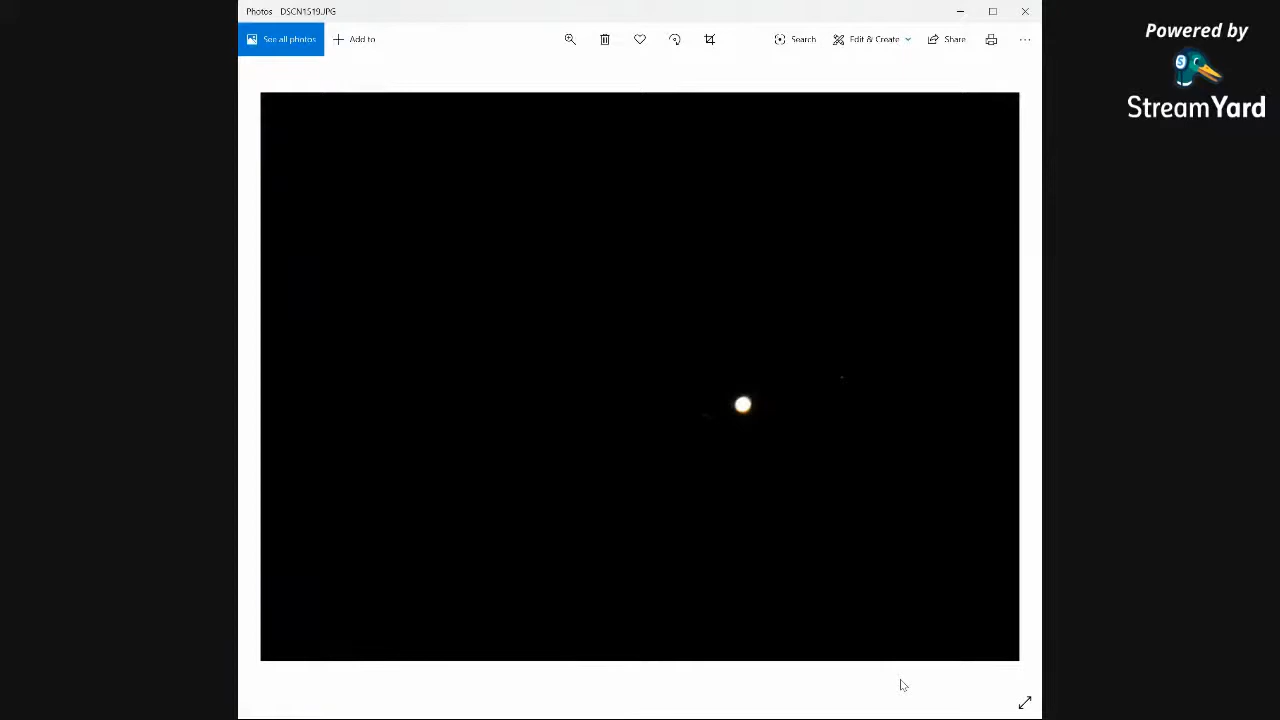 Photos DSCN1519.JPG
See all photos
Add to
Search
Edit & Create
Share
Powered by
StreamYard